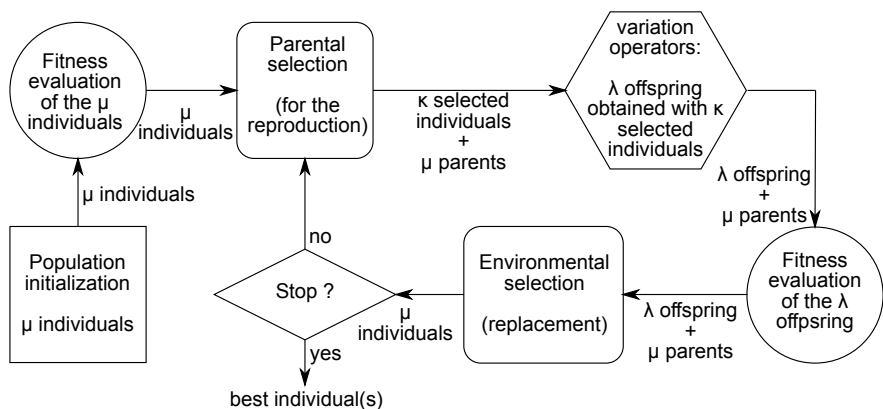 Fitness
evaluation
of the μ
individuals
μ
individuals
Parental
selection
(for the
reproduction)
κ selected
individuals
+
μ parents
variation
operators:
λ offspring
obtained with κ
selected
individuals
λ offspring
+
μ parents
Fitness
evaluation
of the λ
offpsring
λ offspring
+
μ parents
Environmental
selection
(replacement)
μ
individuals
Stop ?
no
yes
best individual(s)
μ individuals
Population
initialization
μ individuals